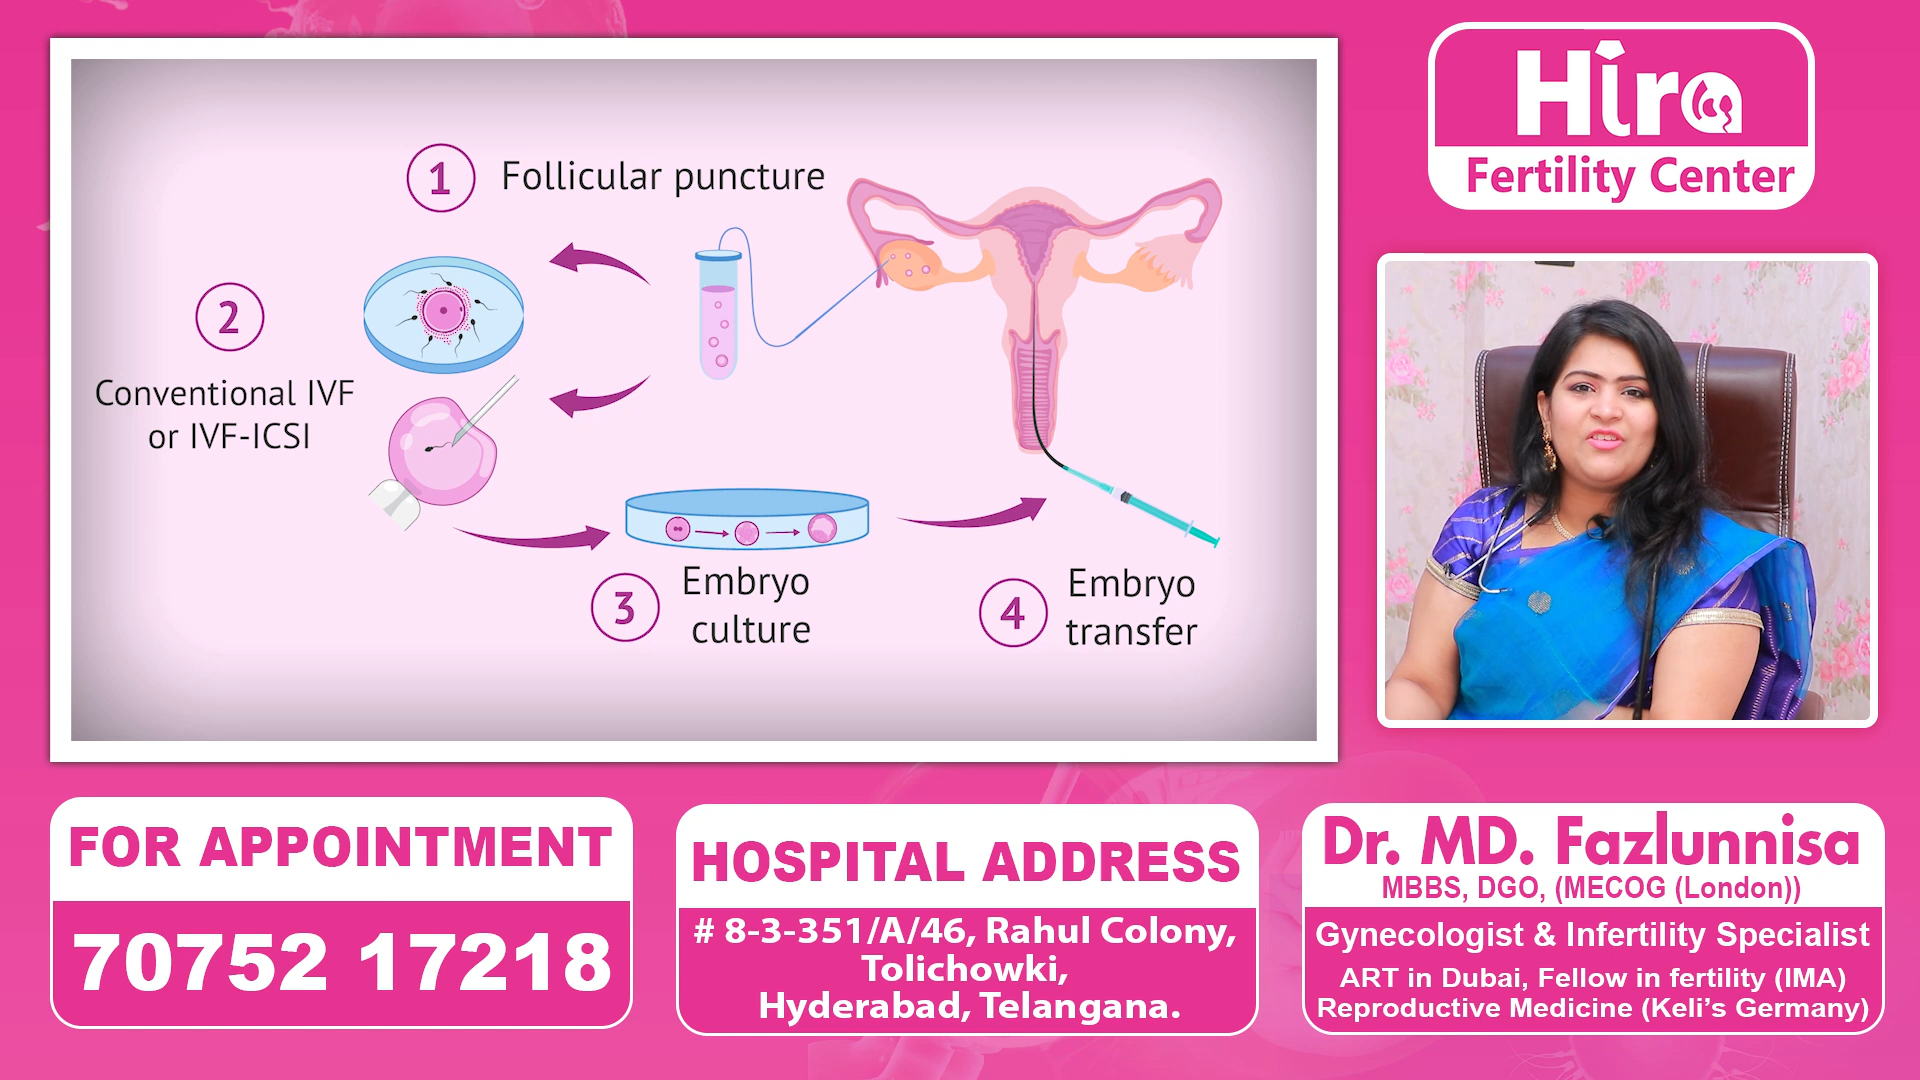 1 Follicular puncture
2
Conventional IVF
or IVF-ICSI
3
Embryo
culture
4
Embryo
transfer
Hira
Fertility Center
FOR APPOINTMENT
70752 17218
HOSPITAL ADDRESS
# 8-3-351/A/46, Rahul Colony,
Tolichowki,
Hyderabad, Telangana.
Dr. MD. Fazlunnisa
MBBS, DGO, (MECOG (London))
Gynecologist & Infertility Specialist
ART in Dubai, Fellow in fertility (IMA)
Reproductive Medicine (Keli's Germany)